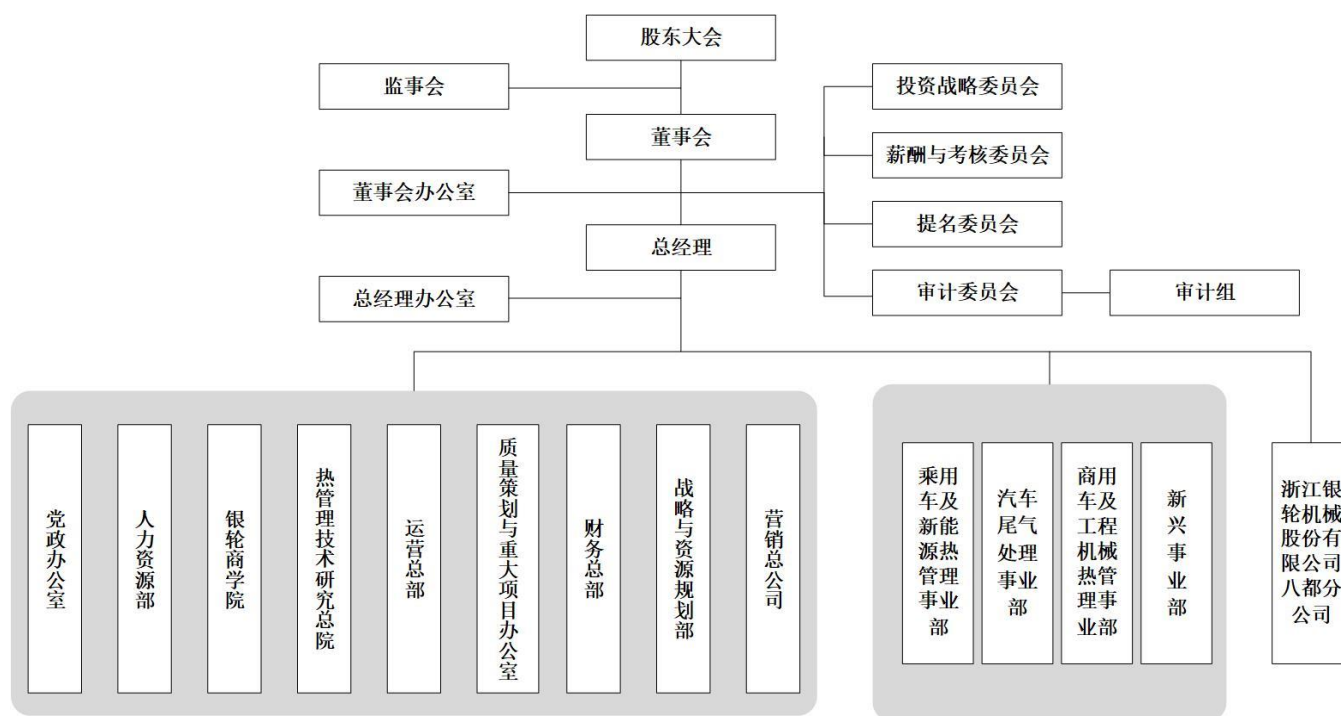 股东大会
监事会
投资战略委员会
董事会
薪酬与考核委员会
董事会办公室
提名委员会
总经理
总经理办公室
审计委员会
审计组
党政办公室
人力资源部
银轮商学院
热管理技术研究总院
运营总部
质量策划与重大项目办公室
财务总部
战略与资源规划部
营销总公司
乘用
车及
新能
源热
管理
事业
部
汽车
尾气
处理
事业
部
商用
车及
工程
机械
热管
理事
业部
新
兴
事
业
部
浙江银
轮机械
股份有
限公司
八都分
公司